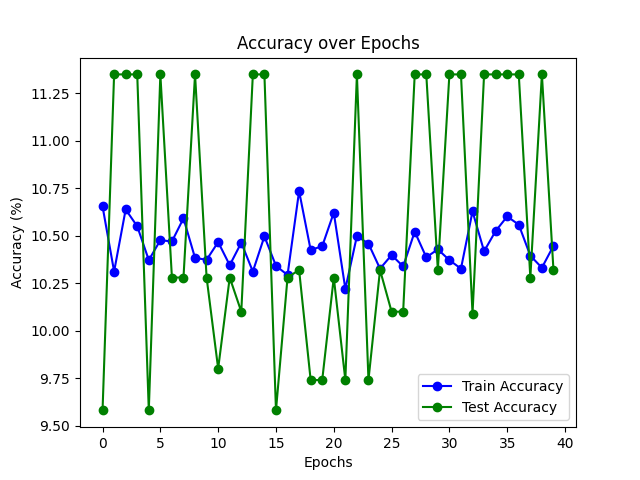 Accuracy over Epochs
Accuracy (%)
11.25
11.00
10.75
10.50
10.25
10.00
9.75
9.50
0 5 10 15 20 25 30 35 40
Epochs
Train Accuracy
Test Accuracy